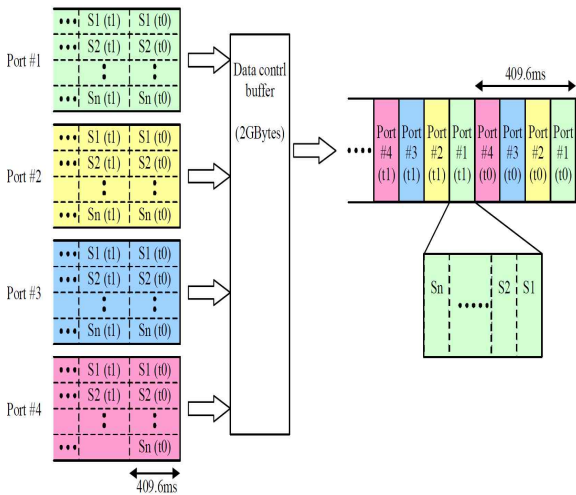 Port #1
••• S1 (t1) S1 (t0)
S2 (t1) S2 (t0)
••• Sn (t1) Sn (t0)
Port #2
••• S1 (t1) S1 (t0)
••• S2 (t1) S2 (t0)
••• Sn (t1) Sn (t0)
Port #3
••• S1 (t1) S1 (t0)
••• S2 (t1) S2 (t0)
••• Sn (t1) Sn (t0)
Port #4
••• S1 (t1) S1 (t0)
••• S2 (t1) S2 (t0)
••• Sn (t0)
409.6ms
Data contrl
buffer
(2GBytes)
409.6ms
•••• Port Port Port Port Port Port Port Port
#4 #3 #2 #1 #4 #3 #2 #1
(t1) (t1) (t1) (t1) (t0) (t0) (t0) (t0)
Sn ••••• S2 S1